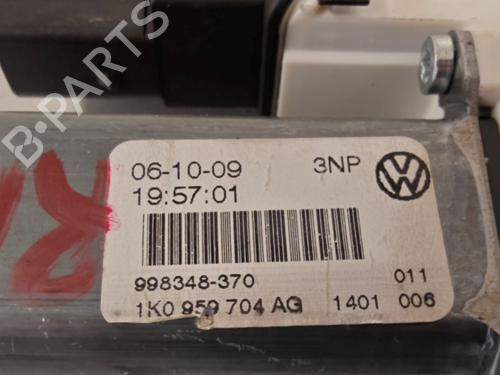 B-PARTS
06-10-09 3NP
19:57:01
998348-370 011
1K0 959 704 AG 1401 006